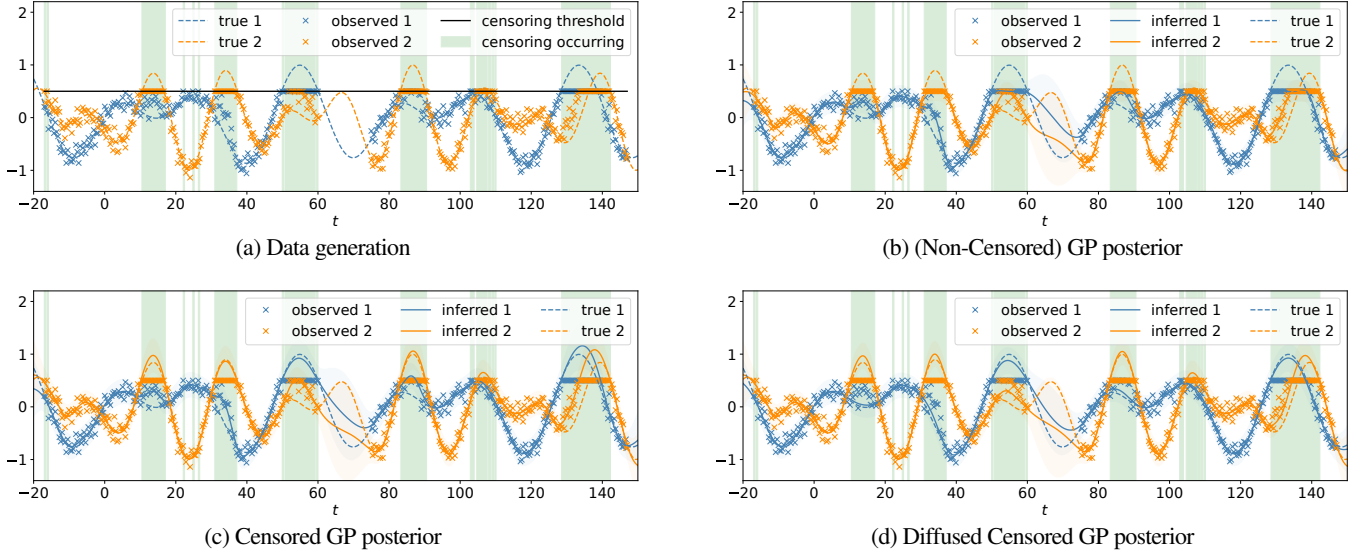 true 1 observed 1 censoring threshold
true 2 observed 2 censoring occurring
2
1
0
−1
−20 0 20 40 60 80 100 120 140
t
(a) Data generation
observed 1 inferred 1 true 1
observed 2 inferred 2 true 2
2
1
0
−1
−20 0 20 40 60 80 100 120 140
t
(b) (Non-Censored) GP posterior
observed 1 inferred 1 true 1
observed 2 inferred 2 true 2
2
1
0
−1
−20 0 20 40 60 80 100 120 140
t
(c) Censored GP posterior
observed 1 inferred 1 true 1
observed 2 inferred 2 true 2
2
1
0
−1
−20 0 20 40 60 80 100 120 140
t
(d) Diffused Censored GP posterior